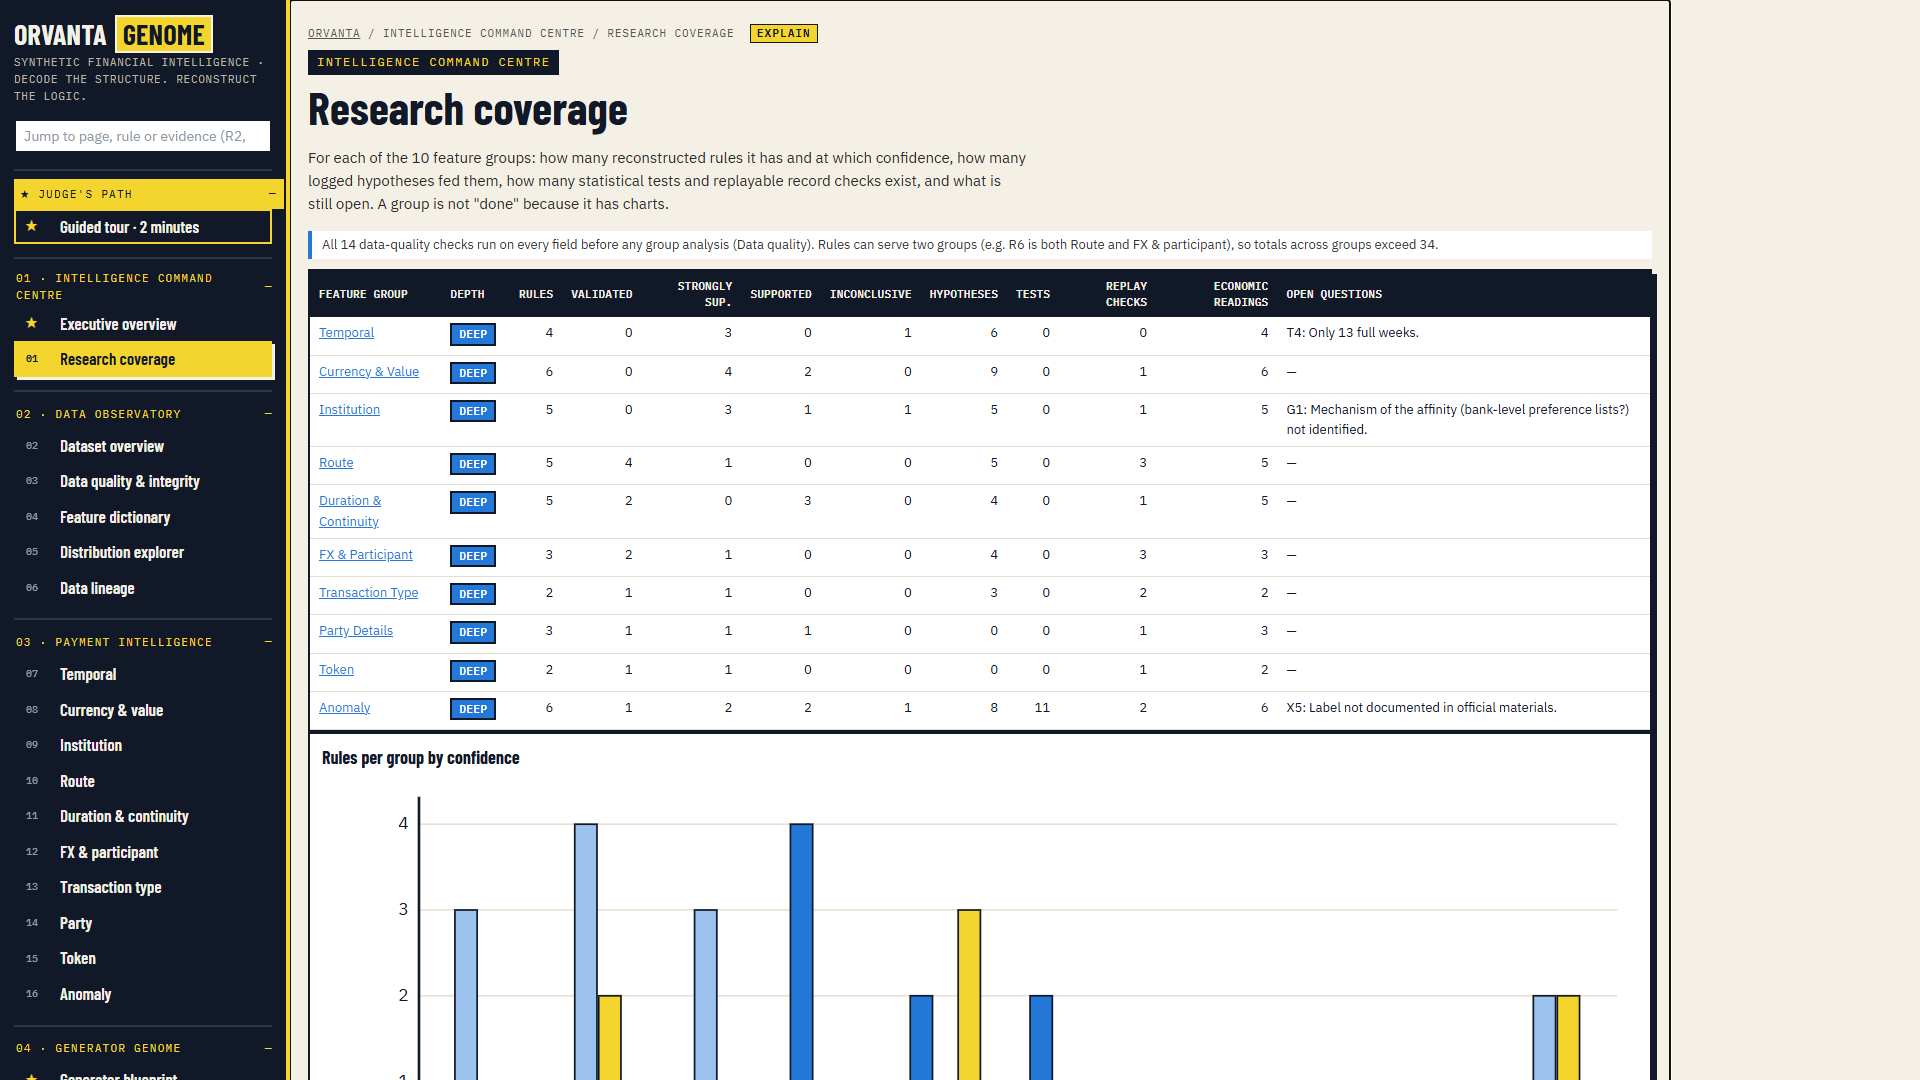 ORVANTA GENOME
SYNTHETIC FINANCIAL INTELLIGENCE ·
DECODE THE STRUCTURE. RECONSTRUCT
THE LOGIC.
Jump to page, rule or evidence (R2,
★ JUDGE'S PATH −
★ Guided tour · 2 minutes
01 · INTELLIGENCE COMMAND
CENTRE −
★ Executive overview
01 Research coverage
02 · DATA OBSERVATORY −
02 Dataset overview
03 Data quality & integrity
04 Feature dictionary
05 Distribution explorer
06 Data lineage
03 · PAYMENT INTELLIGENCE −
07 Temporal
08 Currency & value
09 Institution
10 Route
11 Duration & continuity
12 FX & participant
13 Transaction type
14 Party
15 Token
16 Anomaly
04 · GENERATOR GENOME −
★ Generator blueprint
ORVANTA / INTELLIGENCE COMMAND CENTRE / RESEARCH COVERAGE EXPLAIN
INTELLIGENCE COMMAND CENTRE
Research coverage
For each of the 10 feature groups: how many reconstructed rules it has and at which confidence, how many
logged hypotheses fed them, how many statistical tests and replayable record checks exist, and what is
still open. A group is not "done" because it has charts.
All 14 data-quality checks run on every field before any group analysis (Data quality). Rules can serve two groups (e.g. R6 is both Route and FX & participant), so totals across groups exceed 34.
FEATURE GROUP DEPTH RULES VALIDATED STRONGLY SUP. SUPPORTED INCONCLUSIVE HYPOTHESES TESTS REPLAY CHECKS ECONOMIC READINGS OPEN QUESTIONS
Temporal DEEP 4 0 3 0 1 6 0 0 4 T4: Only 13 full weeks.
Currency & Value DEEP 6 0 4 2 0 9 0 1 6 —
Institution DEEP 5 0 3 1 1 5 0 1 5 G1: Mechanism of the affinity (bank-level preference lists?)
not identified.
Route DEEP 5 4 1 0 0 5 0 3 5 —
Duration & DEEP 5 2 0 3 0 4 0 1 5 —
Continuity
FX & Participant DEEP 3 2 1 0 0 4 0 3 3 —
Transaction Type DEEP 2 1 1 0 0 3 0 2 2 —
Party Details DEEP 3 1 1 1 0 0 0 1 3 —
Token DEEP 2 1 1 0 0 0 0 1 2 —
Anomaly DEEP 6 1 2 2 1 8 11 2 6 X5: Label not documented in official materials.
Rules per group by confidence
4
3
2
1